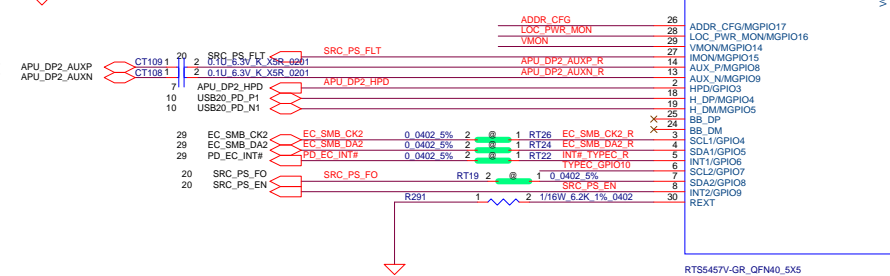 ADDR_CFG 26 ADDR_CFG/MGPIO17
LOC_PWR_MON 28 LOC_PWR_MON/MGPIO16
VMON 29 VMON/MGPIO14
20 SRC_PS_FLT SRC_PS_FLT 27 IMON/MGPIO15
APU_DP2_AUXP CT109 1 2 0.1U_6.3V_K_X5R_0201 APU_DP2_AUXP_R 14 AUX_P/MGPIO8
APU_DP2_AUXN CT108 1 2 0.1U_6.3V_K_X5R_0201 APU_DP2_AUXN_R 13 AUX_N/MGPIO9
7 APU_DP2_HPD APU_DP2_HPD 2 HPD/GPIO3
10 USB20_PD_P1 18 H_DP/MGPIO4
10 USB20_PD_N1 19 H_DM/MGPIO5
25 BB_DP
24 BB_DM
29 EC_SMB_CK2 EC_SMB_CK2 0_0402_5% 2 @ 1 RT26 EC_SMB_CK2_R 3 SCL1/GPIO4
29 EC_SMB_DA2 EC_SMB_DA2 0_0402_5% 2 @ 1 RT24 EC_SMB_DA2_R 4 SDA1/GPIO5
29 PD_EC_INT# PD_EC_INT# 0_0402_5% 2 @ 1 RT22 INT#_TYPEC_R 5 INT1/GPIO6
TYPEC_GPIO10 6 SCL2/GPIO7
20 SRC_PS_FO SRC_PS_FO RT19 2 @ 1 0_0402_5% 7 SDA2/GPIO8
20 SRC_PS_EN SRC_PS_EN 8 INT2/GPIO9
R291 1 2 1/16W_6.2K_1%_0402 30 REXT
RTS5457V-GR_QFN40_5X5